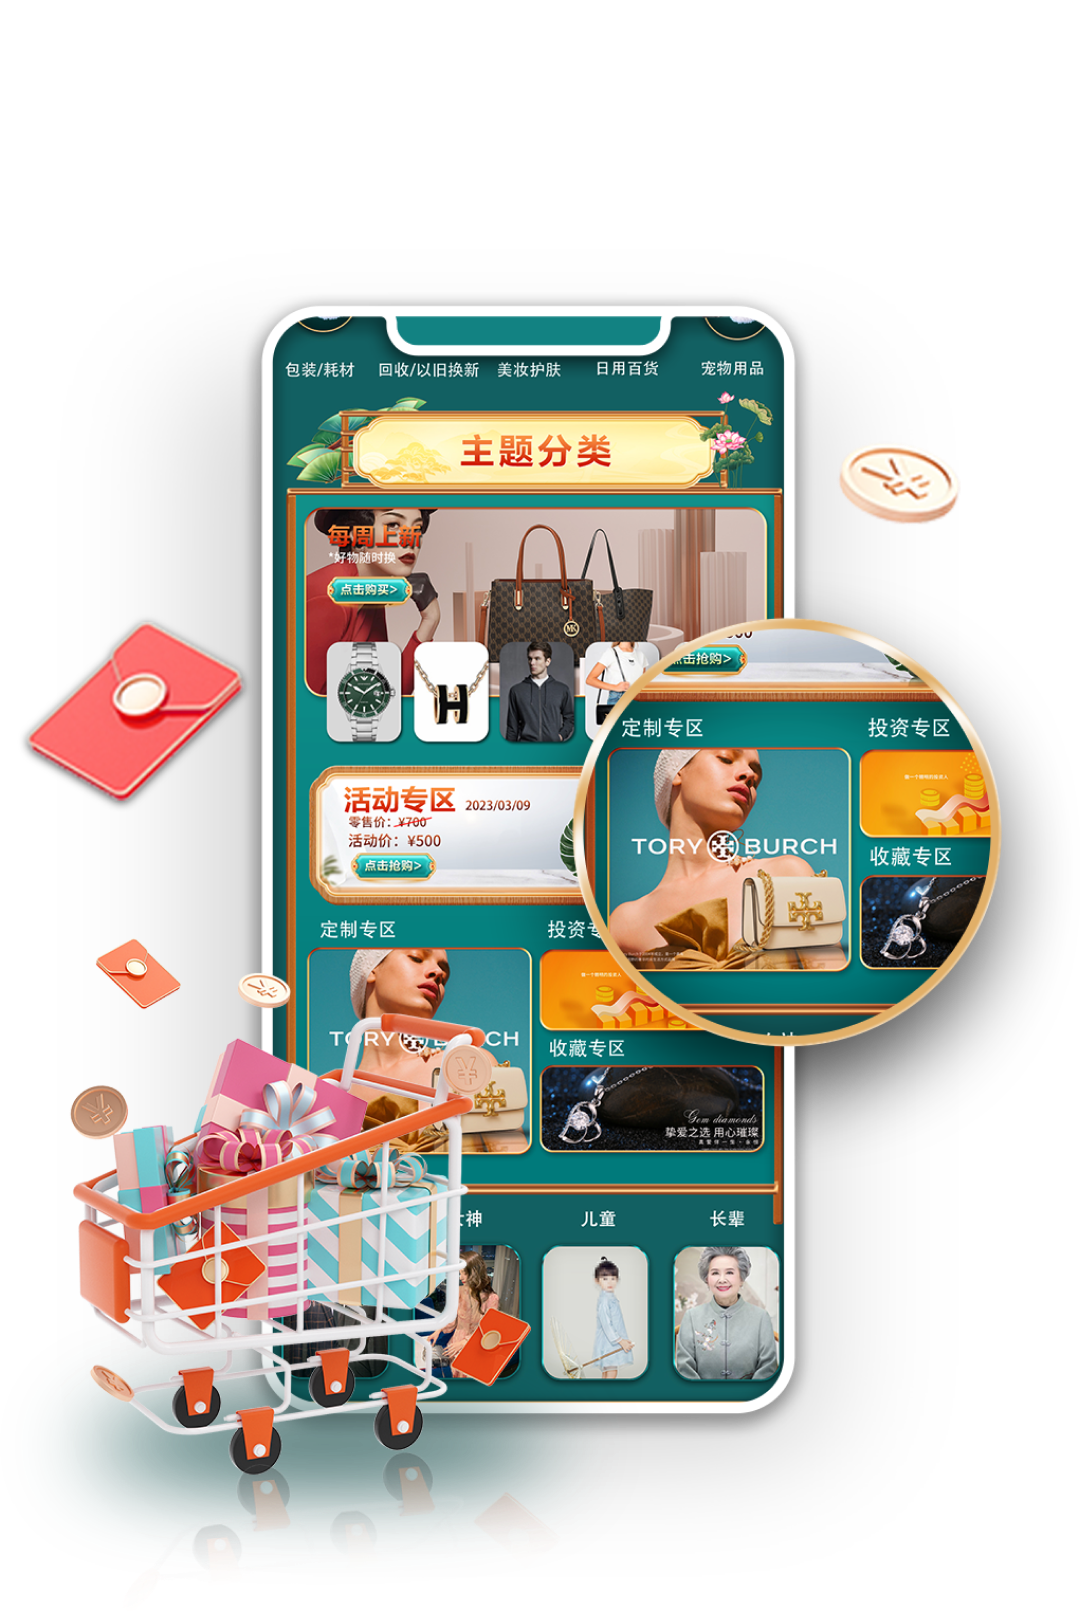 包装/耗材
回收/以旧换新
美妆护肤
日用百货
宠物用品
主题分类
每周上新
*好物随时换
点击购买>
MK
H
活动专区 2023/03/09
零售价: ¥700
活动价: ¥500
点击抢购>
点击抢购>
定制专区
投资专区
TORY BURCH
收藏专区
定制专区
投资
TORY BURCH
收藏专区
Gem diamonds
挚爱之选 用心璀璨
神
儿童
长辈
¥
¥
¥
¥